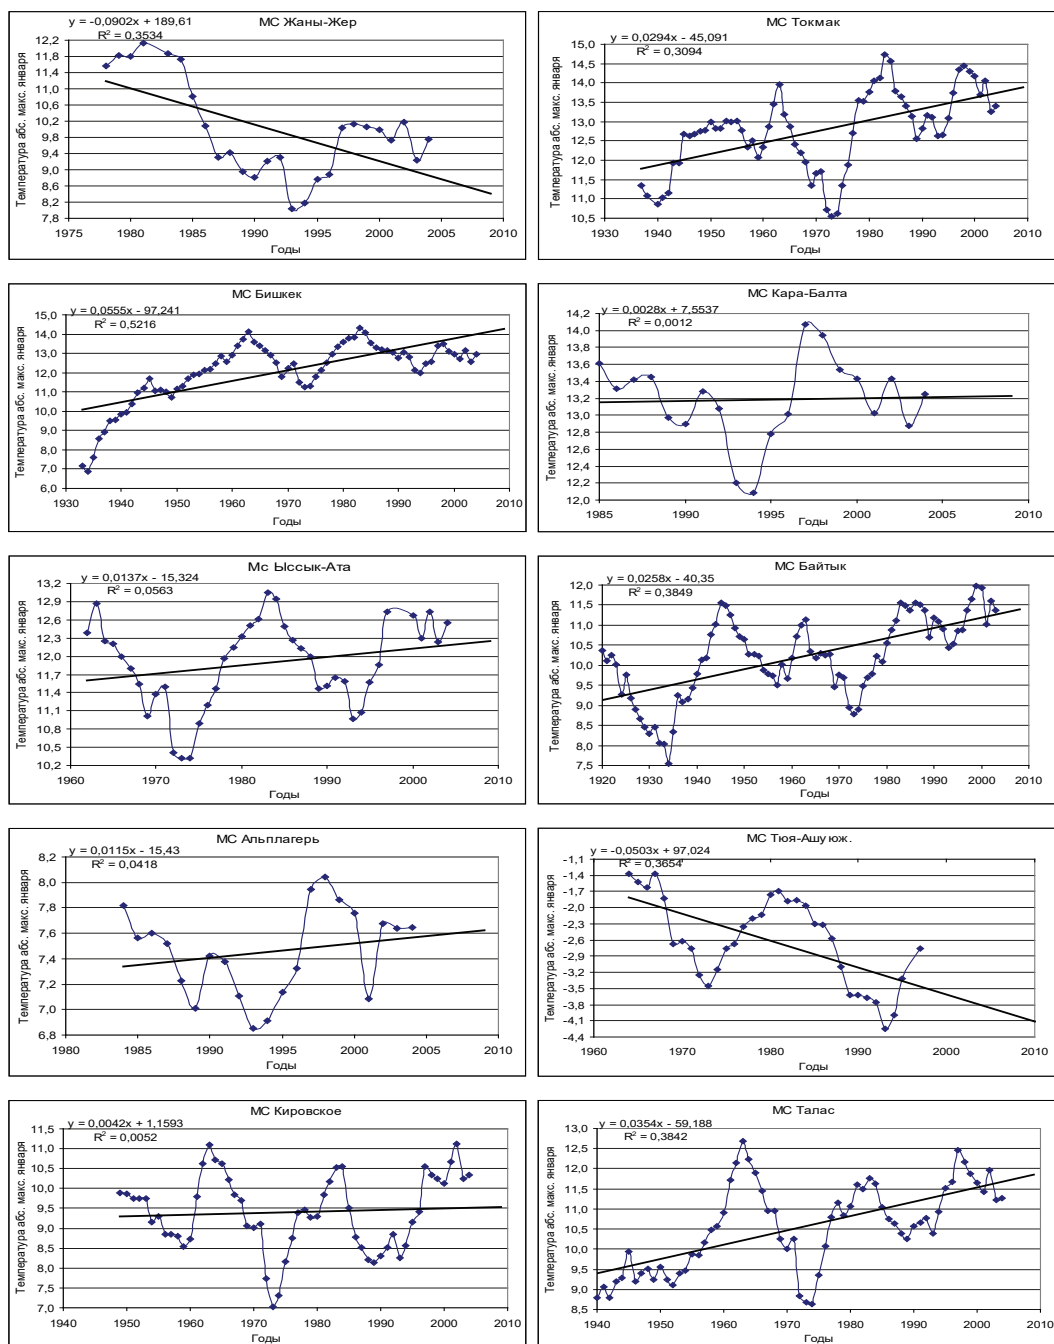 y = -0,0902x + 189,61
R² = 0,3534
МС Жаны-Жер
Температура абс. макс. января
12,2
11,8
11,4
11,0
10,6
10,2
9,8
9,4
9,0
8,6
8,2
7,8
1975 1980 1985 1990 1995 2000 2005 2010
Годы
y = 0,0294x - 45,091
R² = 0,3094
МС Токмак
Температура абс. макс. января
15,0
14,5
14,0
13,5
13,0
12,5
12,0
11,5
11,0
10,5
1930 1940 1950 1960 1970 1980 1990 2000 2010
Годы
МС Бишкек
y = 0,0555x - 97,241
R² = 0,5216
Температура абс. макс. января
15,0
14,0
13,0
12,0
11,0
10,0
9,0
8,0
7,0
6,0
1930 1940 1950 1960 1970 1980 1990 2000 2010
Годы
МС Кара-Балта
y = 0,0028x + 7,5537
R² = 0,0012
Температура абс. макс. января
14,2
14,0
13,8
13,6
13,4
13,2
13,0
12,8
12,6
12,4
12,2
12,0
1985 1990 1995 2000 2005 2010
Годы
Мс Ыссык-Ата
y = 0,0137x - 15,324
R² = 0,0563
Температура абс. макс. января
13,2
12,9
12,6
12,3
12,0
11,7
11,4
11,1
10,8
10,5
10,2
1960 1970 1980 1990 2000 2010
Годы
МС Байтык
y = 0,0258x - 40,35
R² = 0,3849
Температура абс. макс. января
12,0
11,5
11,0
10,5
10,0
9,5
9,0
8,5
8,0
7,5
1920 1930 1940 1950 1960 1970 1980 1990 2000 2010
Годы
МС Альплагерь
y = 0,0115x - 15,43
R² = 0,0418
Температура абс. макс. января
8,2
8,0
7,8
7,6
7,4
7,2
7,0
6,8
1980 1985 1990 1995 2000 2005 2010
Годы
МС Тюя-Ашу юж.
y = -0,0503x + 97,024
R² = 0,3654
Температура абс. макс. января
-1,1
-1,4
-1,7
-2,0
-2,3
-2,6
-2,9
-3,2
-3,5
-3,8
-4,1
-4,4
1960 1970 1980 1990 2000 2010
Годы
МС Кировское
y = 0,0042x + 1,1593
R² = 0,0052
Температура абс. макс. января
11,5
11,0
10,5
10,0
9,5
9,0
8,5
8,0
7,5
7,0
1940 1950 1960 1970 1980 1990 2000 2010
Годы
МС Талас
y = 0,0354x - 59,188
R² = 0,3842
Температура абс. макс. января
13,0
12,5
12,0
11,5
11,0
10,5
10,0
9,5
9,0
8,5
1940 1950 1960 1970 1980 1990 2000 2010
Годы